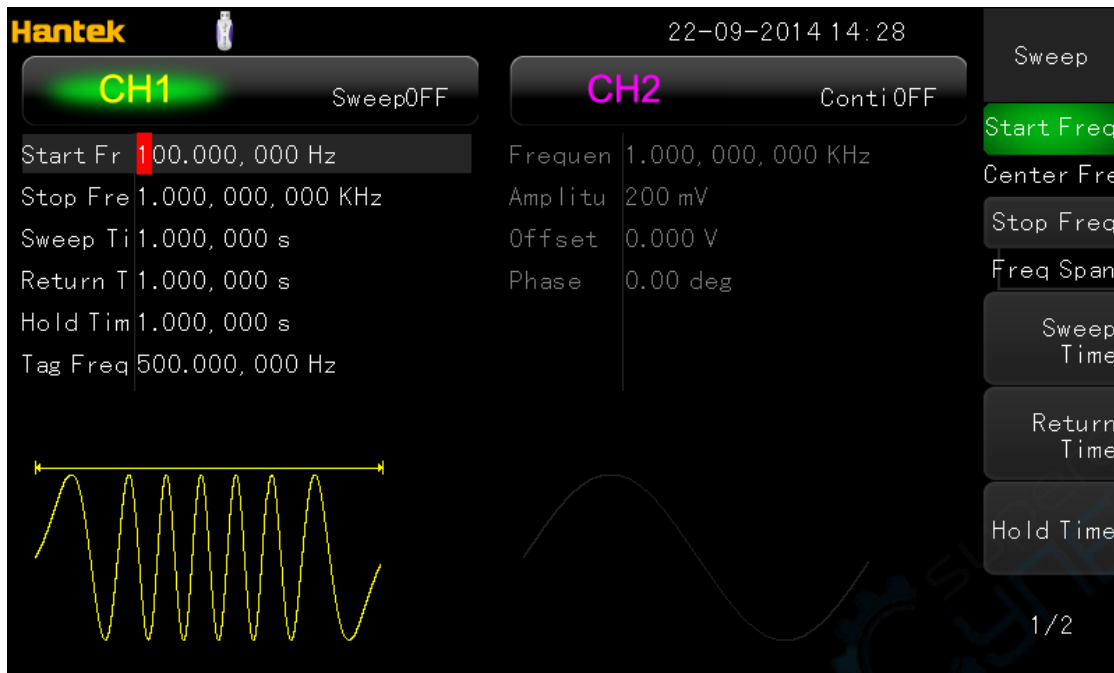 Hantek
22-09-2014 14:28
CH1 SweepOFF
CH2 Conti OFF
Start Fr 100.000,000 Hz
Stop Fre 1.000,000,000 KHz
Sweep Ti 1.000,000 s
Return T 1.000,000 s
Hold Tim 1.000,000 s
Tag Freq 500.000,000 Hz
Frequen 1.000,000,000 KHz
Amplitu 200 mV
Offset 0.000 V
Phase 0.00 deg
Sweep
Start Freq
Center Fre
Stop Freq
Freq Span
Sweep
Time
Return
Time
Hold Time
1/2